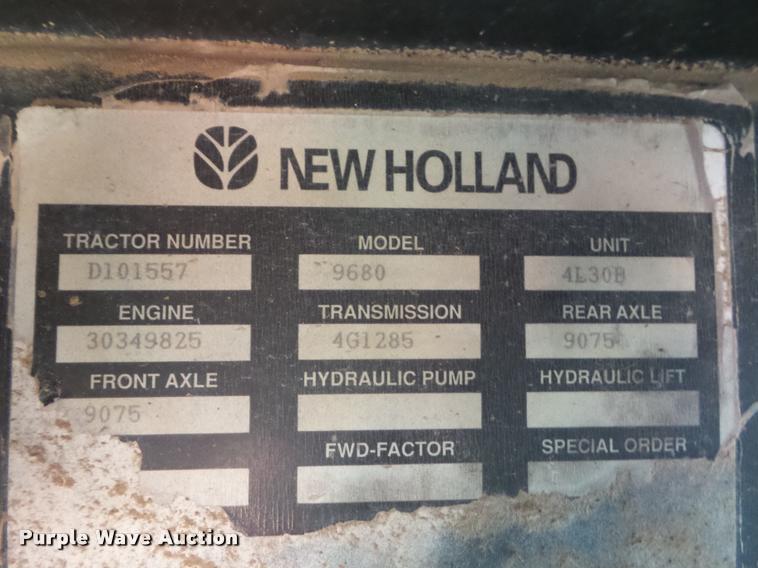 NEW HOLLAND
TRACTOR NUMBER MODEL UNIT
D101557 9680 4L30B
ENGINE TRANSMISSION REAR AXLE
30349825 4G1285 9075
FRONT AXLE HYDRAULIC PUMP HYDRAULIC LIFT
9075
FWD-FACTOR SPECIAL ORDER
Purple Wave Auction